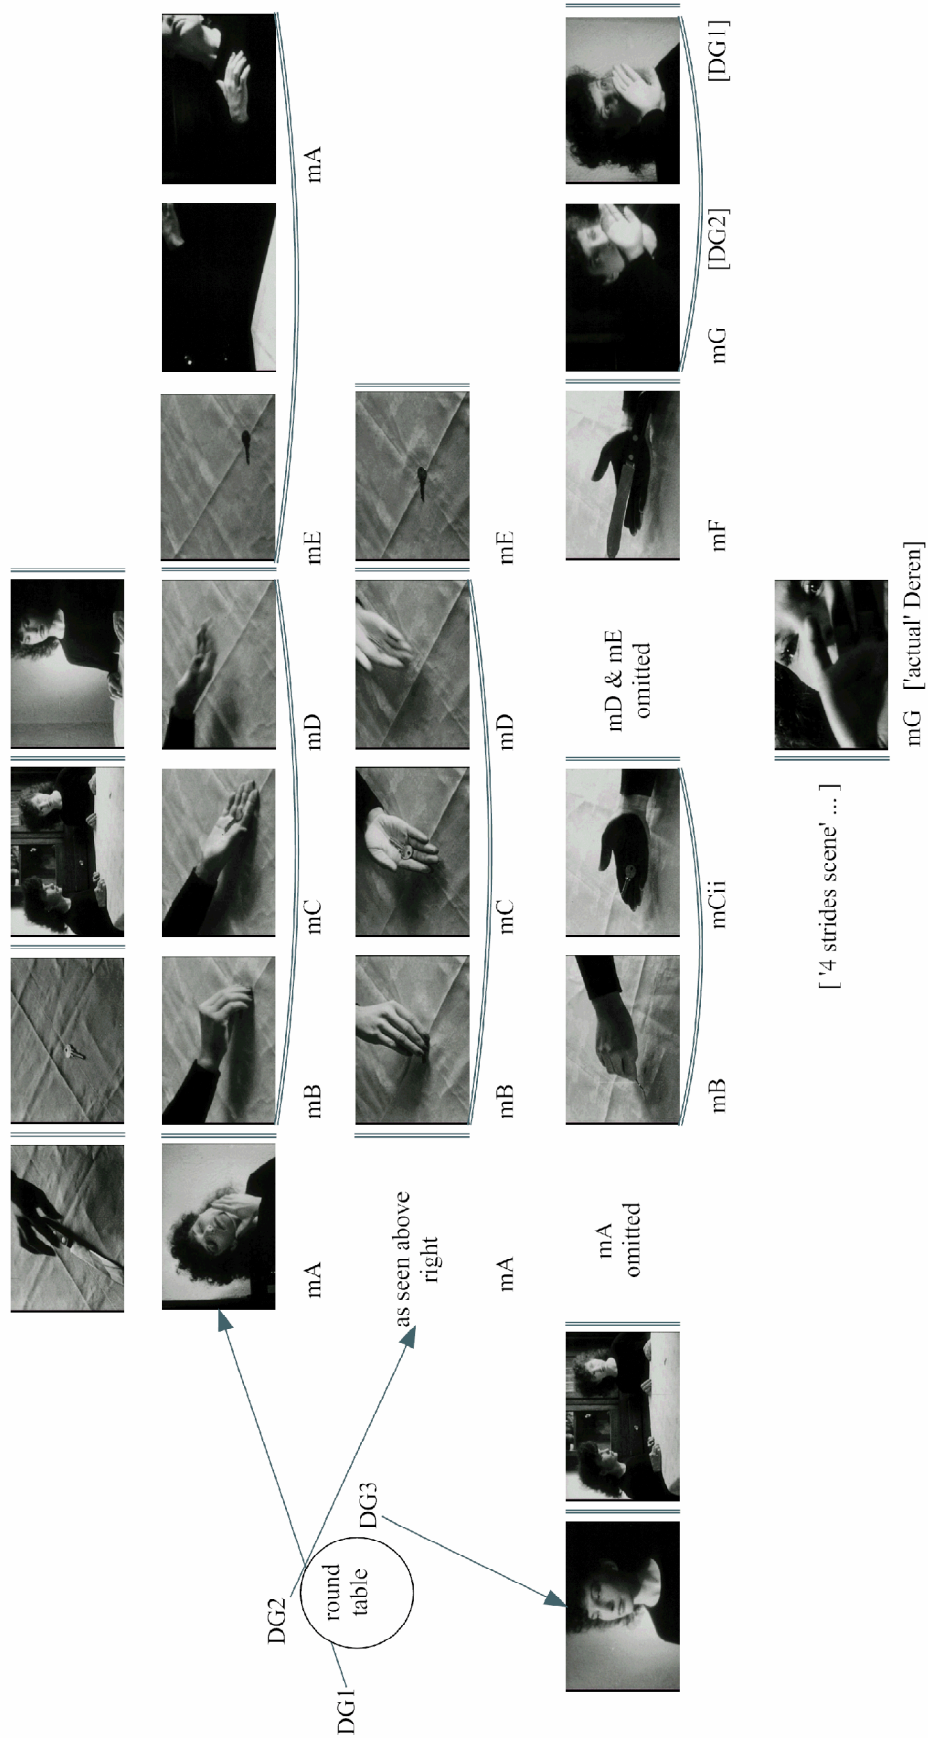 DG1
DG2
round
table
DG3
mA
mB
mC
mD
mE
mA
as seen above
right
mA
mB
mC
mD
mE
mA
omitted
mB
mCii
mD & mE
omitted
mF
mG
[DG2]
[DG1]
[ '4 strides scene' ... ]
mG ['actual' Deren]